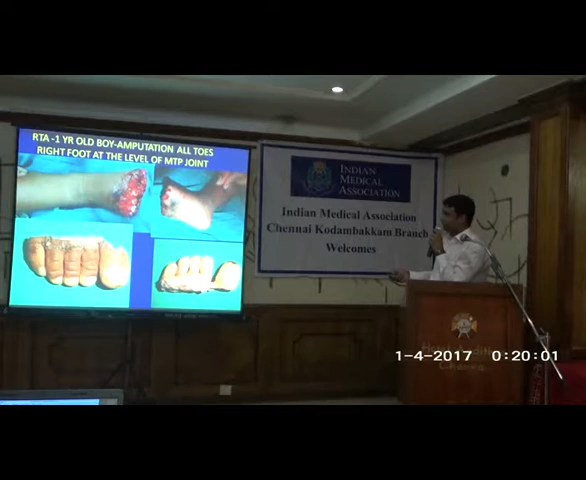 RTA -1 YR OLD BOY-AMPUTATION ALL TOES
RIGHT FOOT AT THE LEVEL OF MTP JOINT
INDIAN
MEDICAL
ASSOCIATION
Indian Medical Association
Chennai Kodambakkam Branch
Welcomes
1-4-2017 0:20:01